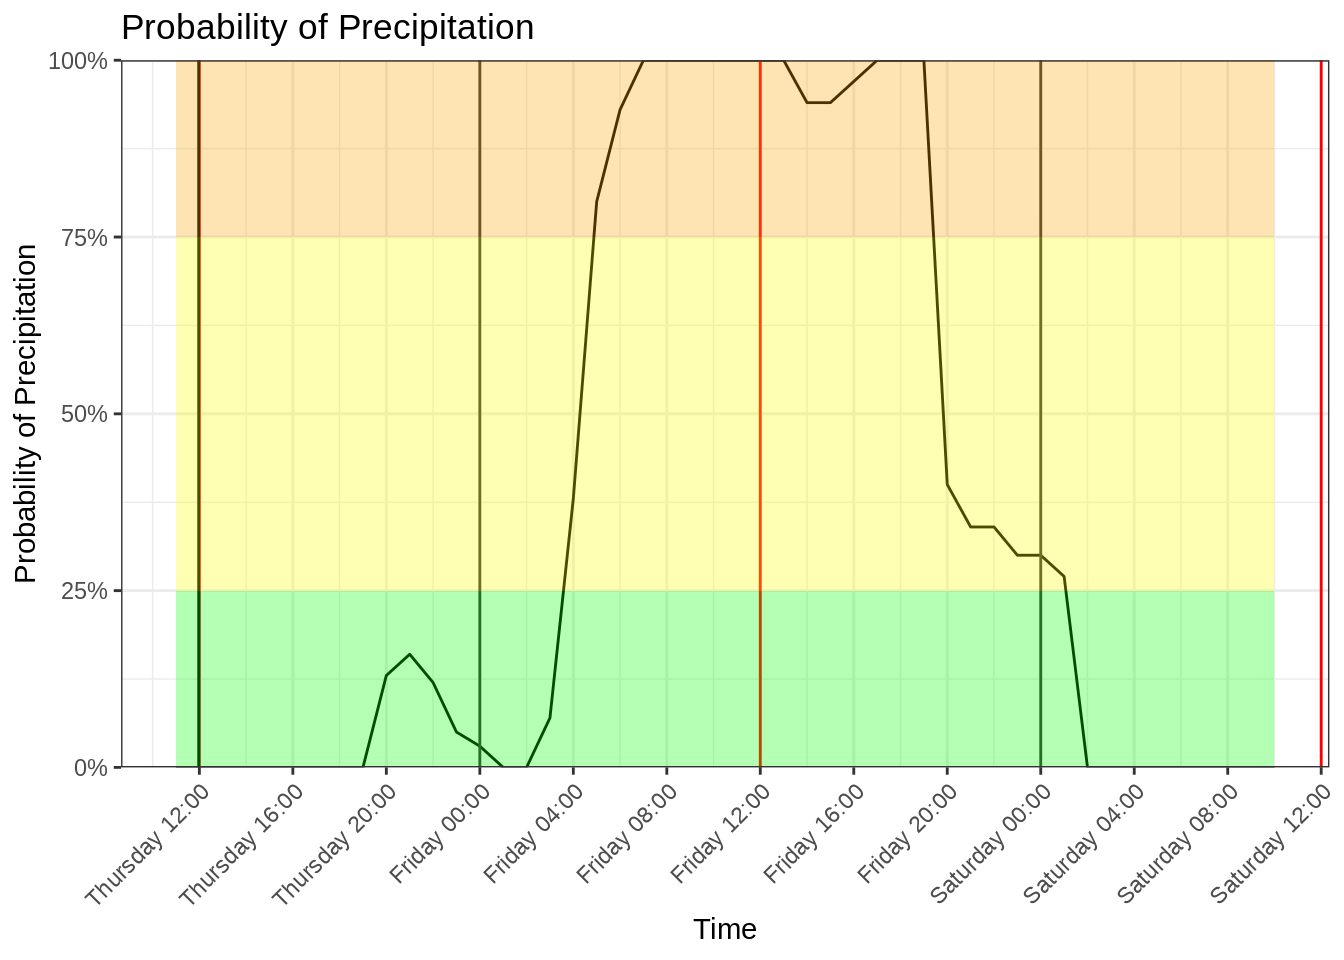 Probability of Precipitation
Probability of Precipitation
100%
75%
50%
25%
0%
Thursday 12:00
Thursday 16:00
Thursday 20:00
Friday 00:00
Friday 04:00
Friday 08:00
Friday 12:00
Friday 16:00
Friday 20:00
Saturday 00:00
Saturday 04:00
Saturday 08:00
Saturday 12:00
Time